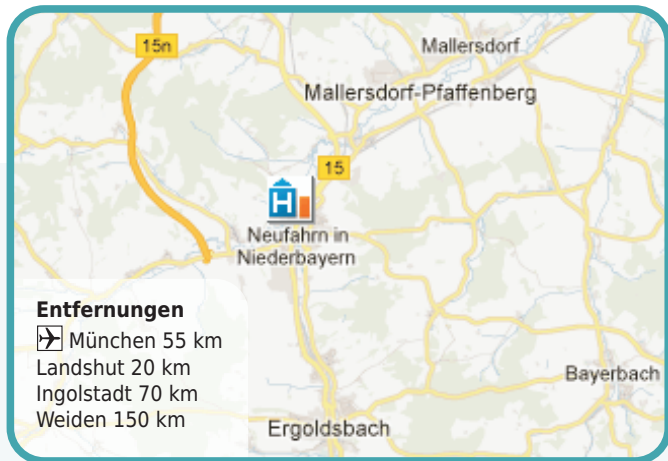 15n
Mallersdorf
Mallersdorf-Pfaffenberg
15
H
Neufahrn in
Niederbayern
Entfernungen
München 55 km
Landshut 20 km
Ingolstadt 70 km
Weiden 150 km
Bayerbach
Ergoldsbach